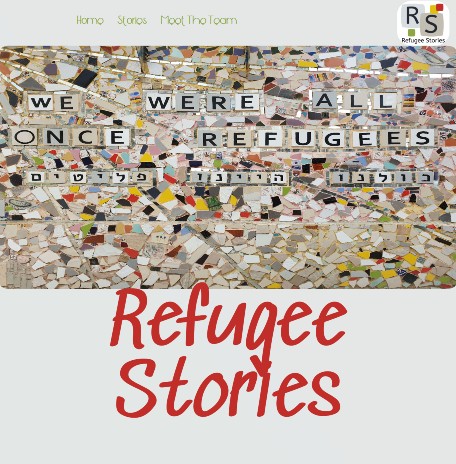 Home Stories Meet The Team
RS
Refugee Stories
WE WERE ALL
ONCE REFUGEES
כולנו היינו פליטים
Refugee
Stories